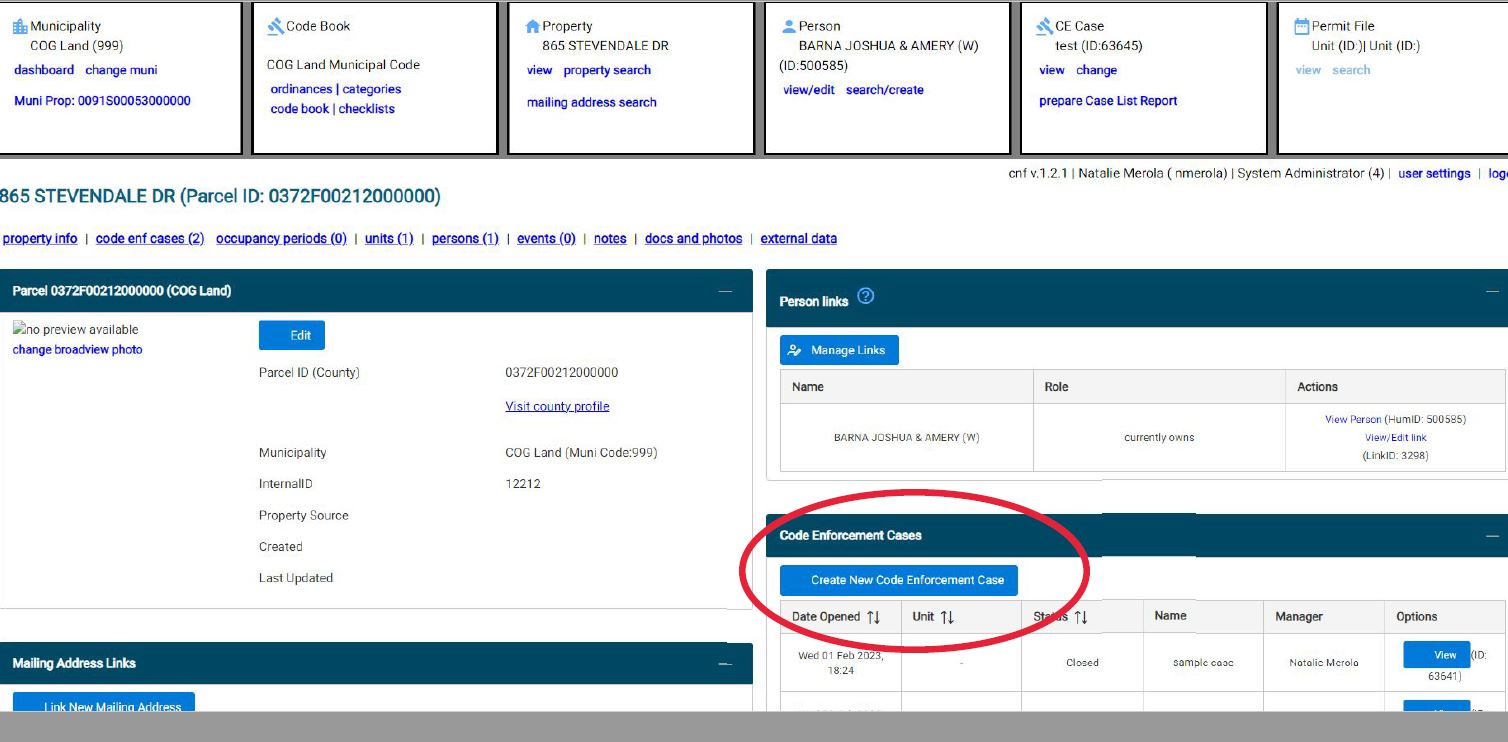 Municipality
COG Land (999)
dashboard change muni
Muni Prop: 0091S00053000000
Code Book
COG Land Municipal Code
ordinances | categories
code book | checklists
Property
865 STEVENDALE DR
view property search
mailing address search
Person
BARNA JOSHUA & AMERY (W)
(ID:500585)
view/edit search/create
CE Case
test (ID:63645)
view change
prepare Case List Report
Permit File
Unit (ID:)| Unit (ID:)
view search
cnf v.1.2.1 | Natalie Merola ( nmerola) | System Administrator (4) | user settings |
865 STEVENDALE DR (Parcel ID: 0372F00212000000)
property info | code enf cases (2) occupancy periods (0) | units (1) | persons (1) | events (0) | notes | docs and photos | external data
Parcel 0372F00212000000 (COG Land)
no preview available
change broadview photo
Edit
Parcel ID (County) 0372F00212000000
Visit county profile
Municipality COG Land (Muni Code:999)
InternalID 12212
Property Source
Created
Last Updated
Mailing Address Links
Link New Mailing Address
Person links ?
Manage Links
Name Role Actions
BARNA JOSHUA & AMERY (W) currently owns View Person (HumID: 500585)
View/Edit link
(LinkID: 3298)
Code Enforcement Cases
Create New Code Enforcement Case
Date Opened Unit Status Name Manager Options
Wed 01 Feb 2023, 18:24 - Closed sample case Natalie Merola View (ID: 63641)